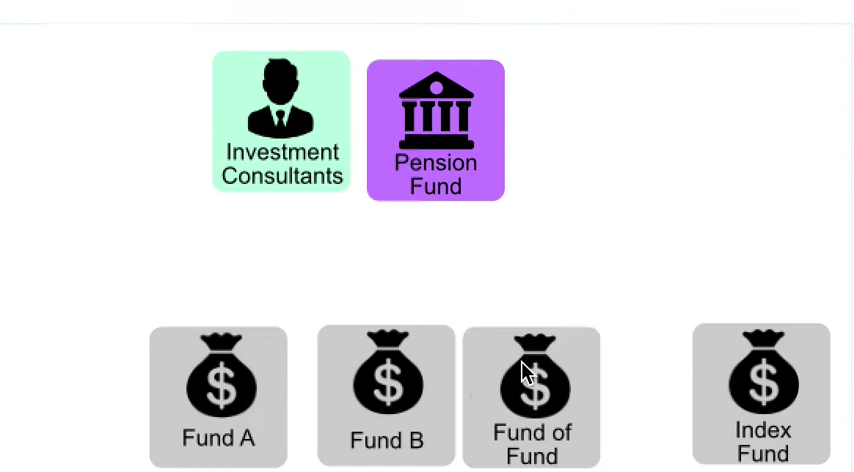 Investment
Consultants
Pension
Fund
$
Fund A
$
Fund B
$
Fund of
Fund
$
Index
Fund